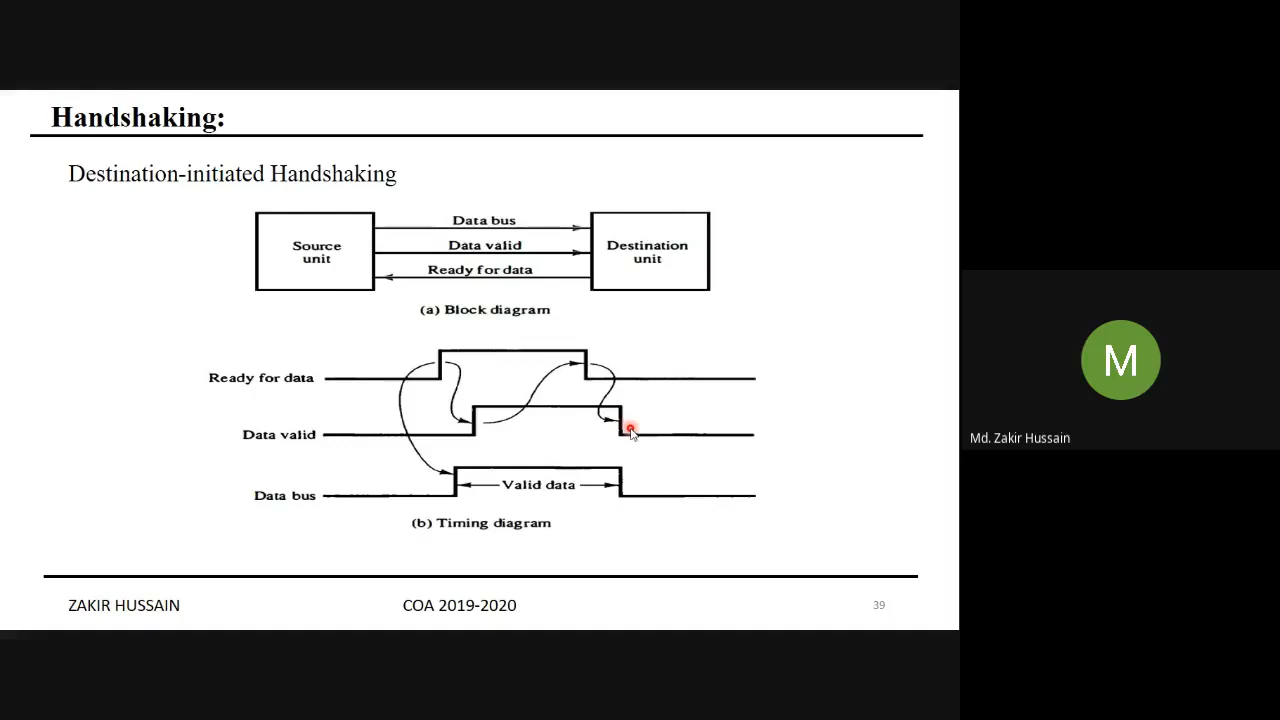 Handshaking:
Destination-initiated Handshaking
Data bus
Source
unit
Data valid
Destination
unit
Ready for data
(a) Block diagram
Ready for data
Data valid
Data bus
Valid data
(b) Timing diagram
ZAKIR HUSSAIN
COA 2019-2020
39
M
Md. Zakir Hussain